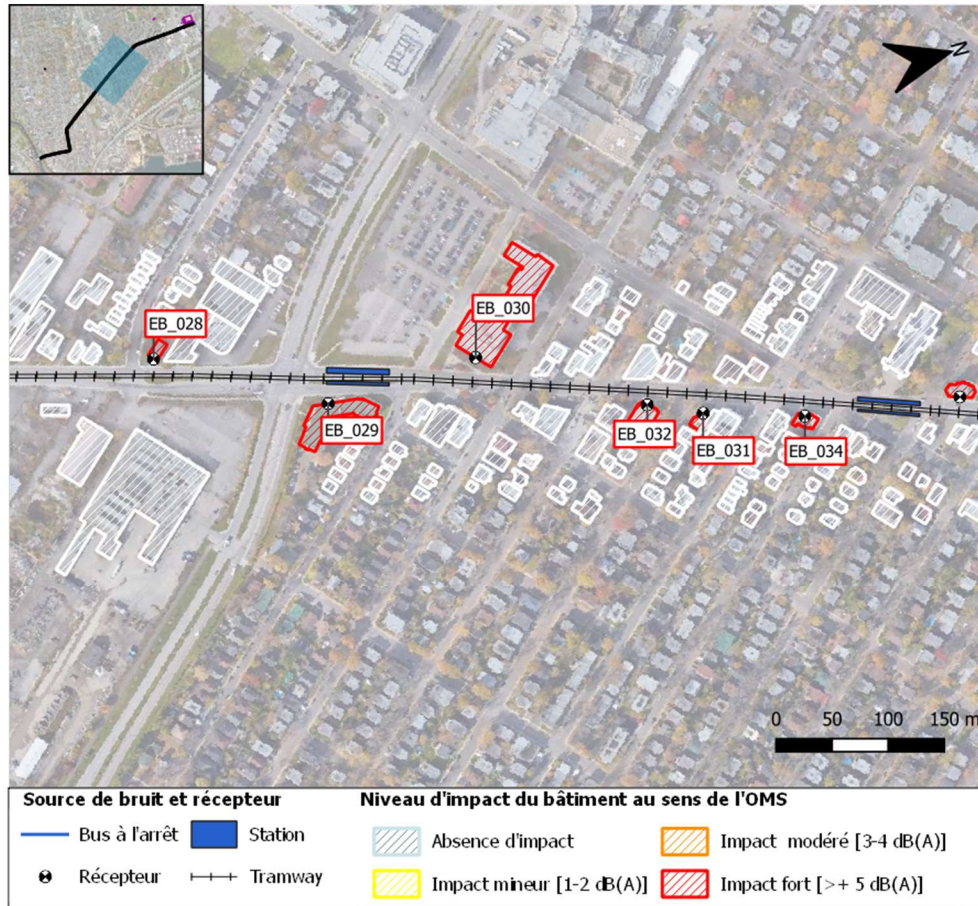 N
EB_028
EB_030
EB_029
EB_032
EB_031
EB_034
0 50 100 150 m
Source de bruit et récepteur
Bus à l'arrêt
Station
Récepteur
Tramway
Niveau d'impact du bâtiment au sens de l'OMS
Absence d'impact
Impact modéré [3-4 dB(A)]
Impact mineur [1-2 dB(A)]
Impact fort [>+ 5 dB(A)]